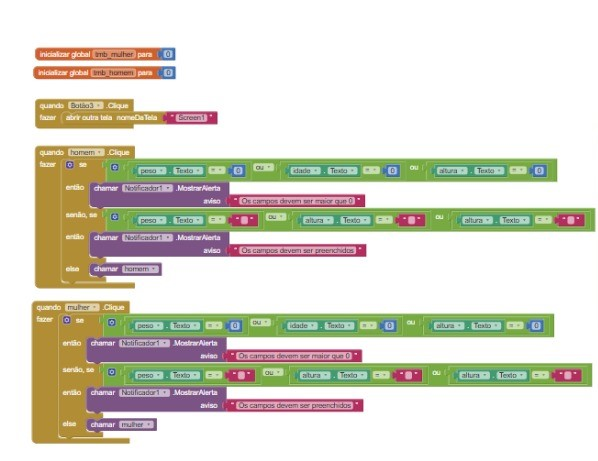 inicializar global tmb_mulher para 0
inicializar global tmb_homem para 0
quando Botão3 .Clique
fazer abrir outra tela nomeDaTela " Screen1 "
quando homem .Clique
fazer se peso . Texto = 0 ou idade . Texto = 0 ou altura . Texto = 0
então chamar Notificador1 .MostrarAlerta
aviso " Os campos devem ser maior que 0 "
senão, se peso . Texto = " " ou altura . Texto = " " ou altura . Texto = " "
então chamar Notificador1 .MostrarAlerta
aviso " Os campos devem ser preenchidos "
else chamar homem
quando mulher .Clique
fazer se peso . Texto = 0 ou idade . Texto = 0 ou altura . Texto = 0
então chamar Notificador1 .MostrarAlerta
aviso " Os campos devem ser maior que 0 "
senão, se peso . Texto = " " ou altura . Texto = " " ou altura . Texto = " "
então chamar Notificador1 .MostrarAlerta
aviso " Os campos devem ser preenchidos "
else chamar mulher